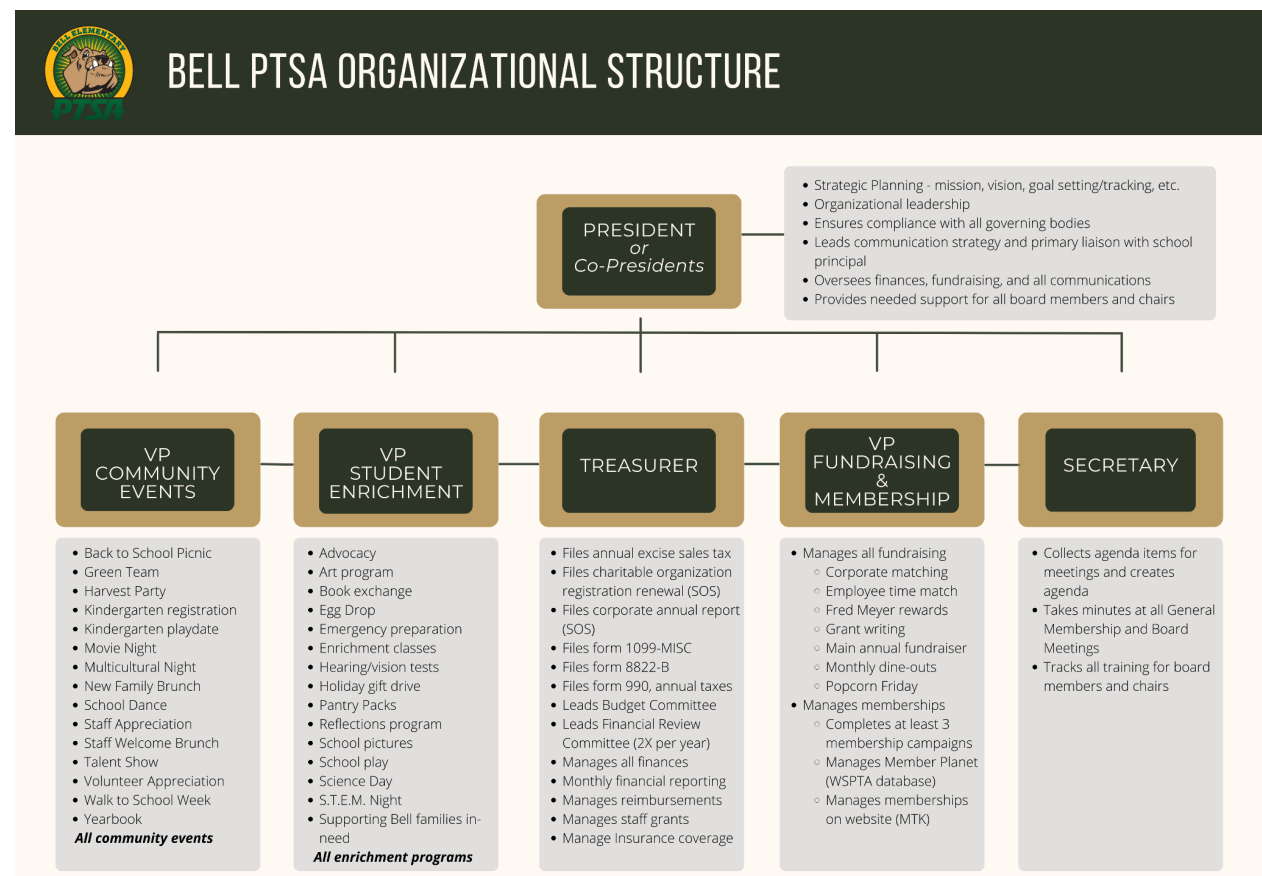 BELL ELEMENTARY
PTSA
BELL PTSA ORGANIZATIONAL STRUCTURE
PRESIDENT
or
Co-Presidents
• Strategic Planning - mission, vision, goal setting/tracking, etc.
• Organizational leadership
• Ensures compliance with all governing bodies
• Leads communication strategy and primary liaison with school
principal
• Oversees finances, fundraising, and all communications
• Provides needed support for all board members and chairs
VP
COMMUNITY
EVENTS
• Back to School Picnic
• Green Team
• Harvest Party
• Kindergarten registration
• Kindergarten playdate
• Movie Night
• Multicultural Night
• New Family Brunch
• School Dance
• Staff Appreciation
• Staff Welcome Brunch
• Talent Show
• Volunteer Appreciation
• Walk to School Week
• Yearbook
All community events
VP
STUDENT
ENRICHMENT
• Advocacy
• Art program
• Book exchange
• Egg Drop
• Emergency preparation
• Enrichment classes
• Hearing/vision tests
• Holiday gift drive
• Pantry Packs
• Reflections program
• School pictures
• School play
• Science Day
• S.T.E.M. Night
• Supporting Bell families in-
need
All enrichment programs
TREASURER
• Files annual excise sales tax
• Files charitable organization
registration renewal (SOS)
• Files corporate annual report
(SOS)
• Files form 1099-MISC
• Files form 8822-B
• Files form 990, annual taxes
• Leads Budget Committee
• Leads Financial Review
Committee (2X per year)
• Manages all finances
• Monthly financial reporting
• Manages reimbursements
• Manages staff grants
• Manage Insurance coverage
VP
FUNDRAISING
&
MEMBERSHIP
• Manages all fundraising
◦ Corporate matching
◦ Employee time match
◦ Fred Meyer rewards
◦ Grant writing
◦ Main annual fundraiser
◦ Monthly dine-outs
◦ Popcorn Friday
• Manages memberships
◦ Completes at least 3
membership campaigns
◦ Manages Member Planet
(WSPTA database)
◦ Manages memberships
on website (MTK)
SECRETARY
• Collects agenda items for
meetings and creates
agenda
• Takes minutes at all General
Membership and Board
Meetings
• Tracks all training for board
members and chairs